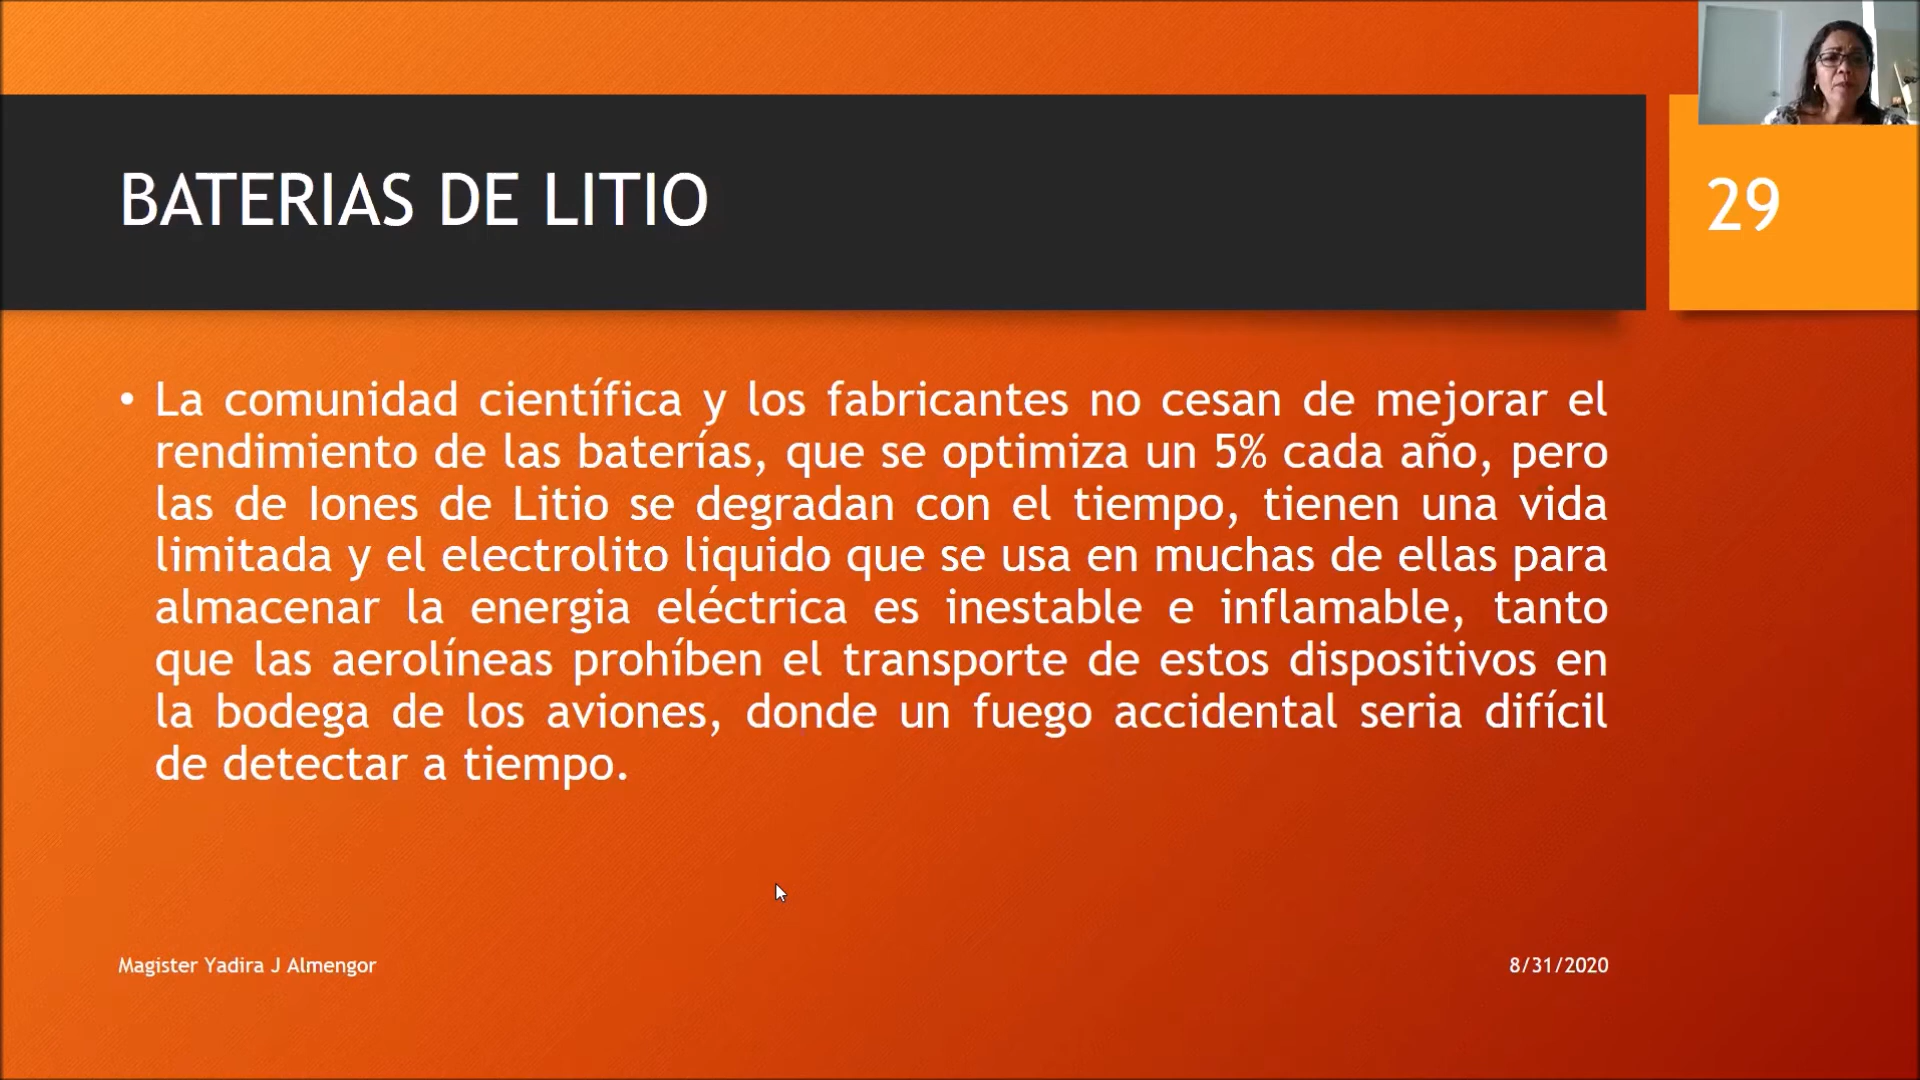 BATERIAS DE LITIO
29
• La comunidad científica y los fabricantes no cesan de mejorar el
rendimiento de las baterías, que se optimiza un 5% cada año, pero
las de Iones de Litio se degradan con el tiempo, tienen una vida
limitada y el electrolito liquido que se usa en muchas de ellas para
almacenar la energia eléctrica es inestable e inflamable, tanto
que las aerolíneas prohíben el transporte de estos dispositivos en
la bodega de los aviones, donde un fuego accidental seria difícil
de detectar a tiempo.
Magister Yadira J Almengor
8/31/2020